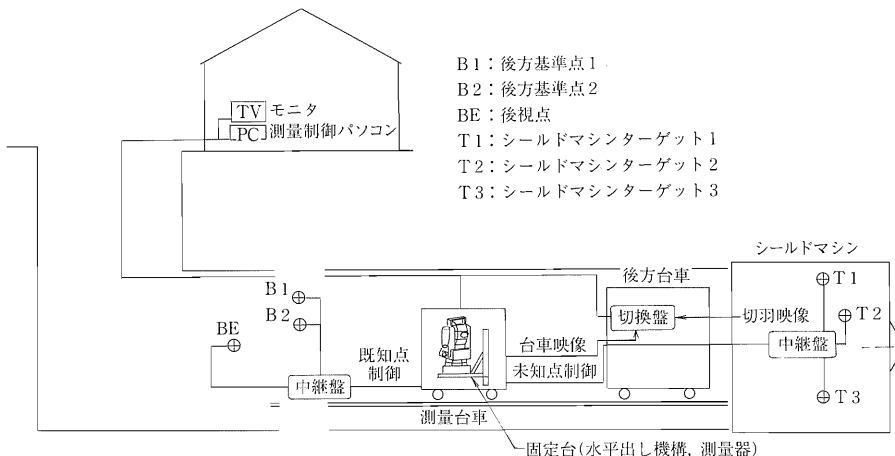 B1：後方基準点1
B2：後方基準点2
BE：後視点
T1：シールドマシンターゲット1
T2：シールドマシンターゲット2
T3：シールドマシンターゲット3
TV モニタ
PC 測量制御パソコン
シールドマシン
後方台車
B1
B2
BE
T1
T2
T3
切換盤
切羽映像
中継盤
台車映像
未知点制御
既知点
制御
中継盤
測量台車
固定台(水平出し機構, 測量器)